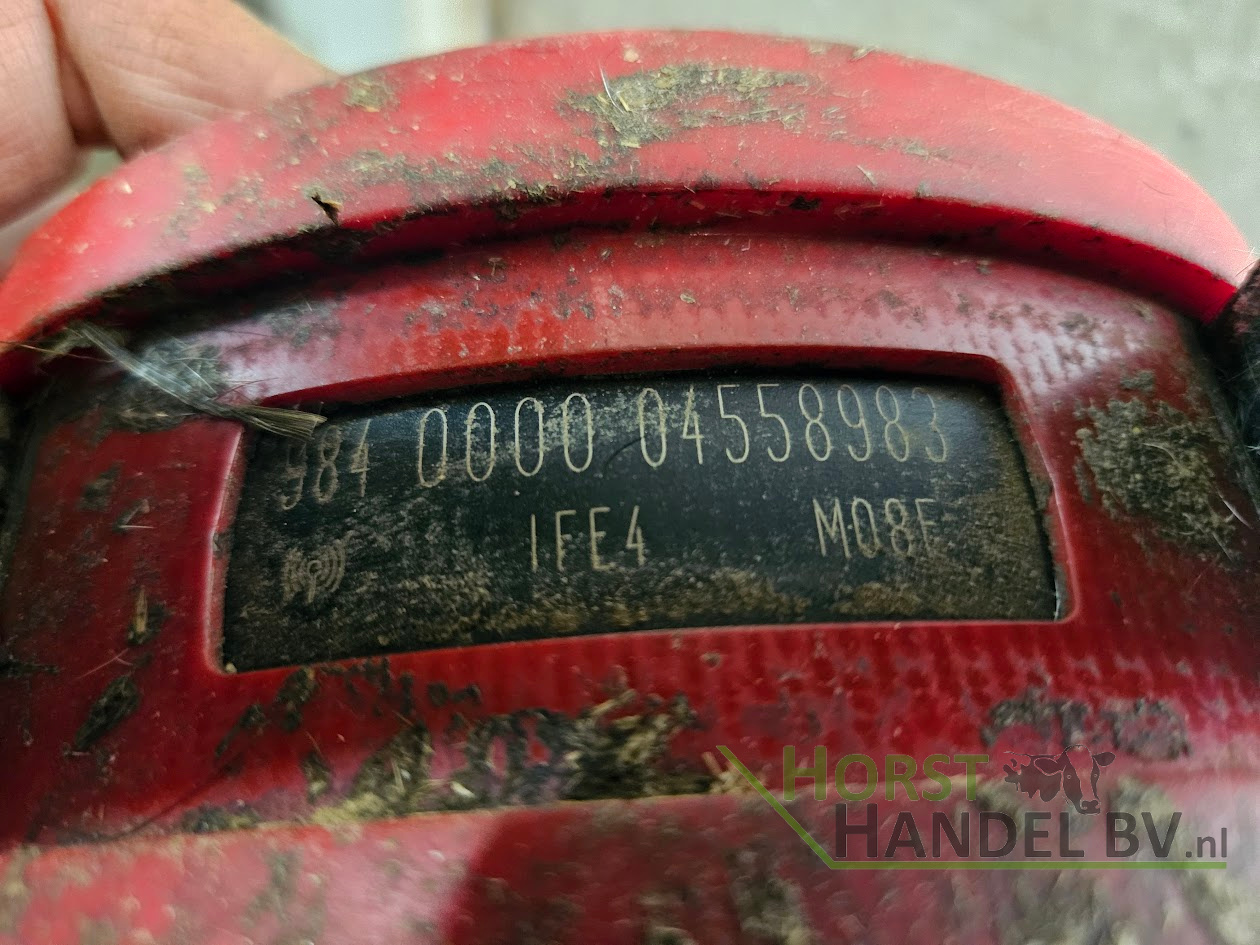 984 0000 04558983
IFE4 M08F
HORST
HANDEL BV.nl